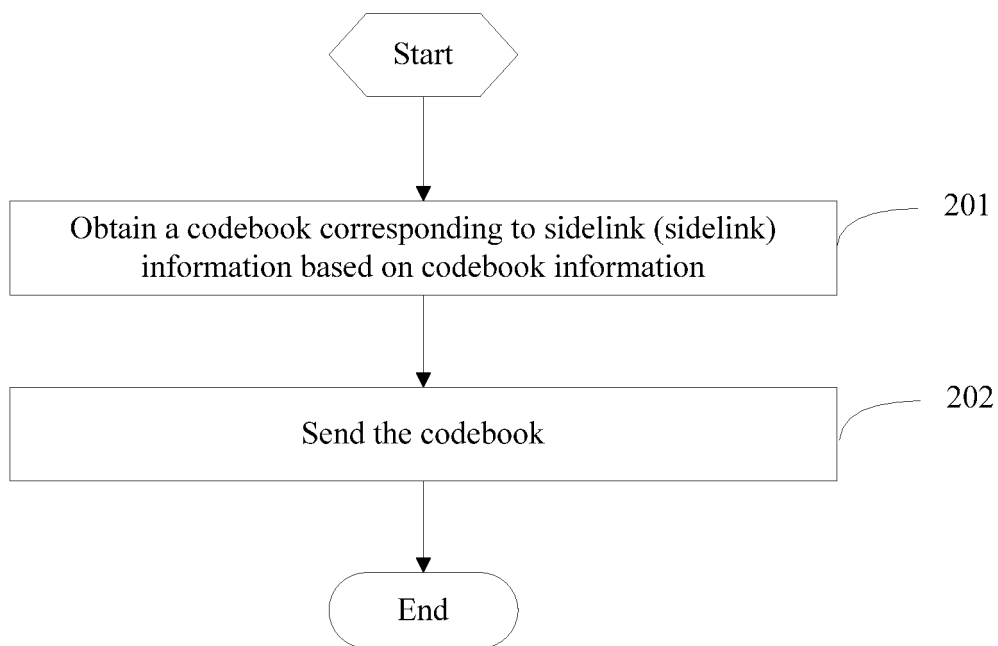 Start
Obtain a codebook corresponding to sidelink (sidelink)
information based on codebook information
201
Send the codebook
202
End